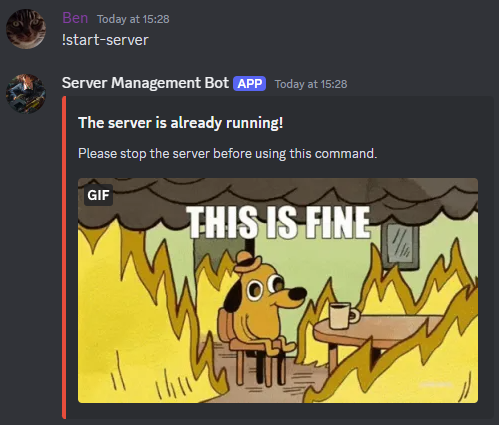 Ben Today at 15:28
!start-server
Server Management Bot APP Today at 15:28
The server is already running!
Please stop the server before using this command.
GIF
THIS IS FINE